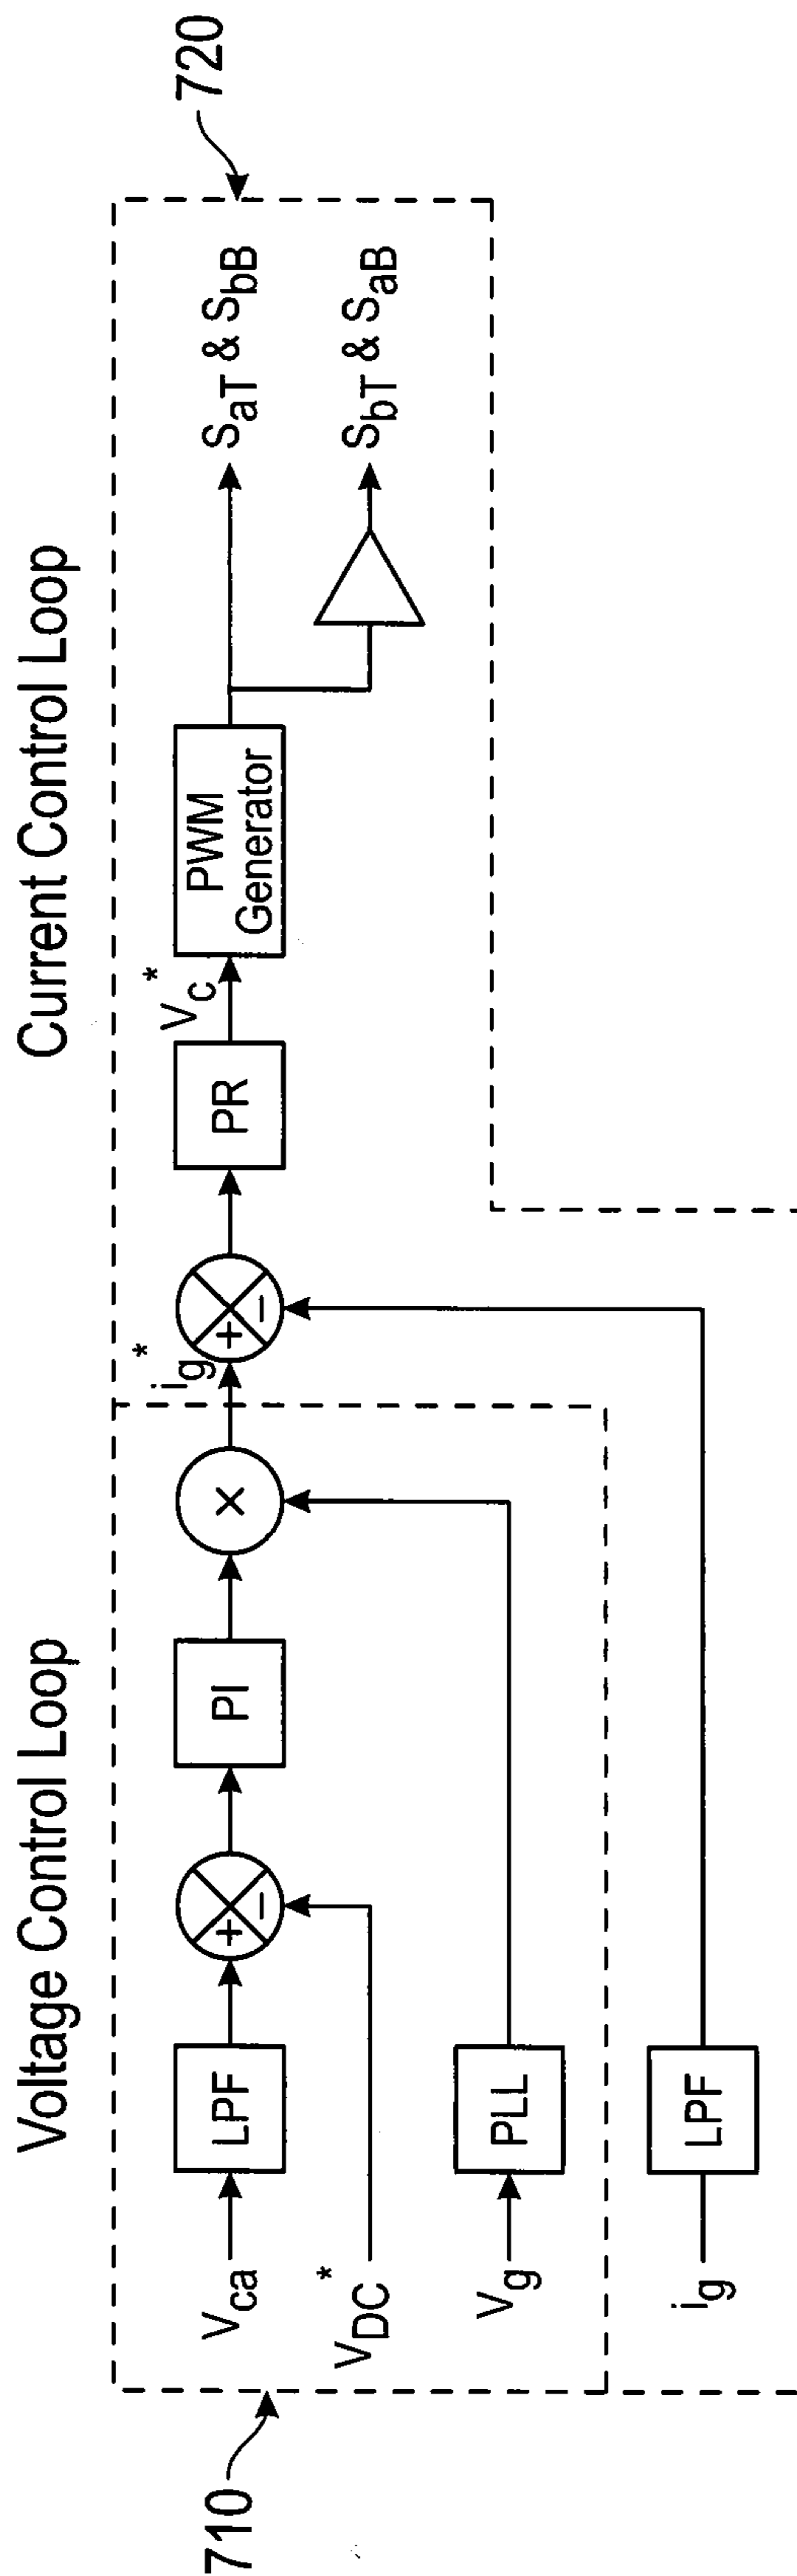 Voltage Control Loop
Current Control Loop
710
720
V_ca
LPF
+
−
PI
×
i_g*
+
−
PR
V_c*
PWM
Generator
S_aT & S_bB
S_bT & S_aB
V_DC*
V_g
PLL
i_g
LPF